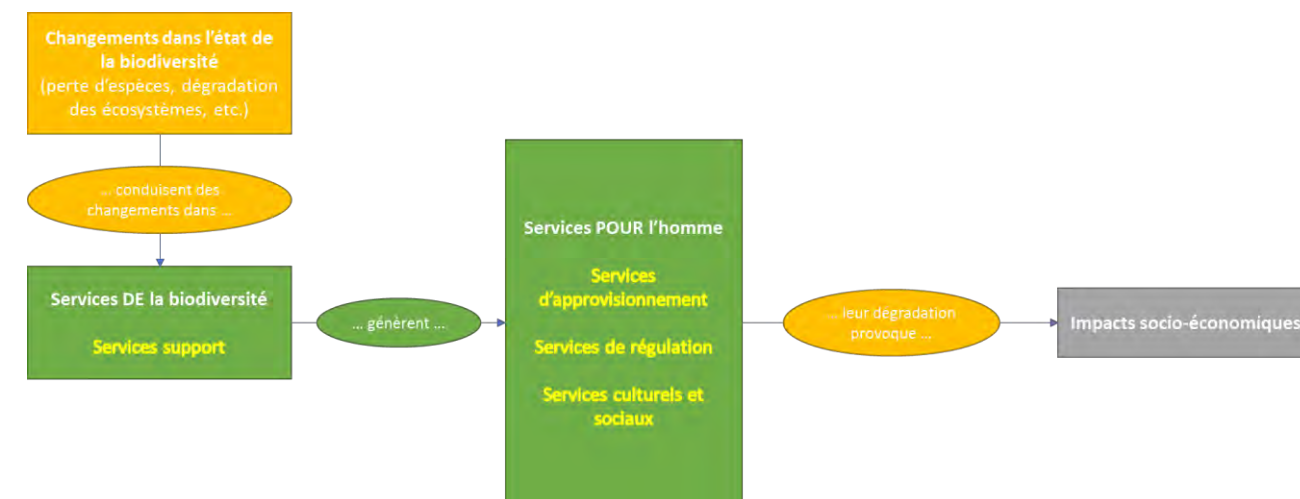 Changements dans l'état de
la biodiversité
(perte d'espèces, dégradation
des écosystèmes, etc.)
... conduisent des
changements dans ...
Services DE la biodiversité
Services support
... génèrent ...
Services POUR l'homme
Services
d'approvisionnement
Services de régulation
Services culturels et
sociaux
... leur dégradation
provoque ...
Impacts socio-économiques